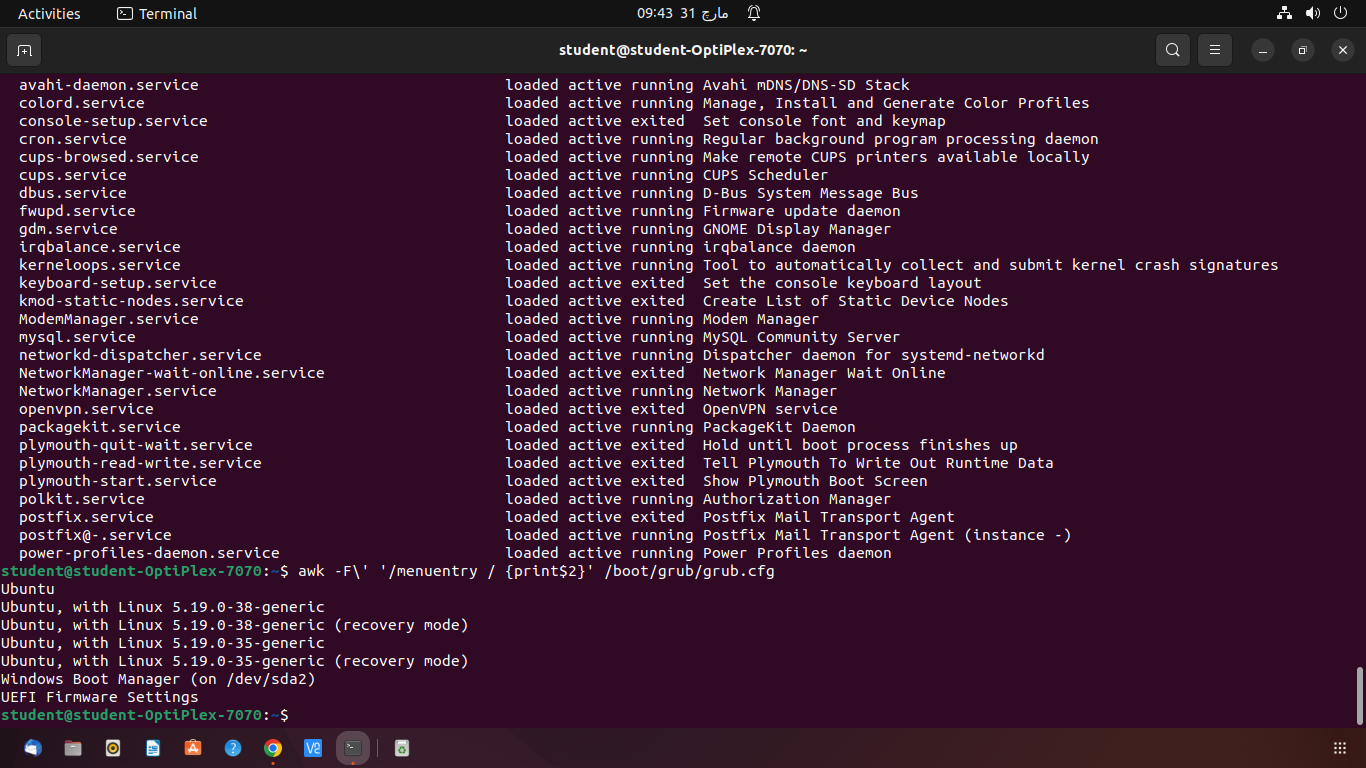 Activities
Terminal
09:43 31 مارچ
student@student-OptiPlex-7070: ~
avahi-daemon.service loaded active running Avahi mDNS/DNS-SD Stack
colord.service loaded active running Manage, Install and Generate Color Profiles
console-setup.service loaded active exited Set console font and keymap
cron.service loaded active running Regular background program processing daemon
cups-browsed.service loaded active running Make remote CUPS printers available locally
cups.service loaded active running CUPS Scheduler
dbus.service loaded active running D-Bus System Message Bus
fwupd.service loaded active running Firmware update daemon
gdm.service loaded active running GNOME Display Manager
irqbalance.service loaded active running irqbalance daemon
kerneloops.service loaded active running Tool to automatically collect and submit kernel crash signatures
keyboard-setup.service loaded active exited Set the console keyboard layout
kmod-static-nodes.service loaded active exited Create List of Static Device Nodes
ModemManager.service loaded active running Modem Manager
mysql.service loaded active running MySQL Community Server
networkd-dispatcher.service loaded active running Dispatcher daemon for systemd-networkd
NetworkManager-wait-online.service loaded active exited Network Manager Wait Online
NetworkManager.service loaded active running Network Manager
openvpn.service loaded active exited OpenVPN service
packagekit.service loaded active running PackageKit Daemon
plymouth-quit-wait.service loaded active exited Hold until boot process finishes up
plymouth-read-write.service loaded active exited Tell Plymouth To Write Out Runtime Data
plymouth-start.service loaded active exited Show Plymouth Boot Screen
polkit.service loaded active running Authorization Manager
postfix.service loaded active exited Postfix Mail Transport Agent
postfix@-.service loaded active running Postfix Mail Transport Agent (instance -)
power-profiles-daemon.service loaded active running Power Profiles daemon
student@student-OptiPlex-7070:~$ awk -F\' '/menuentry / {print$2}' /boot/grub/grub.cfg
Ubuntu
Ubuntu, with Linux 5.19.0-38-generic
Ubuntu, with Linux 5.19.0-38-generic (recovery mode)
Ubuntu, with Linux 5.19.0-35-generic
Ubuntu, with Linux 5.19.0-35-generic (recovery mode)
Windows Boot Manager (on /dev/sda2)
UEFI Firmware Settings
student@student-OptiPlex-7070:~$